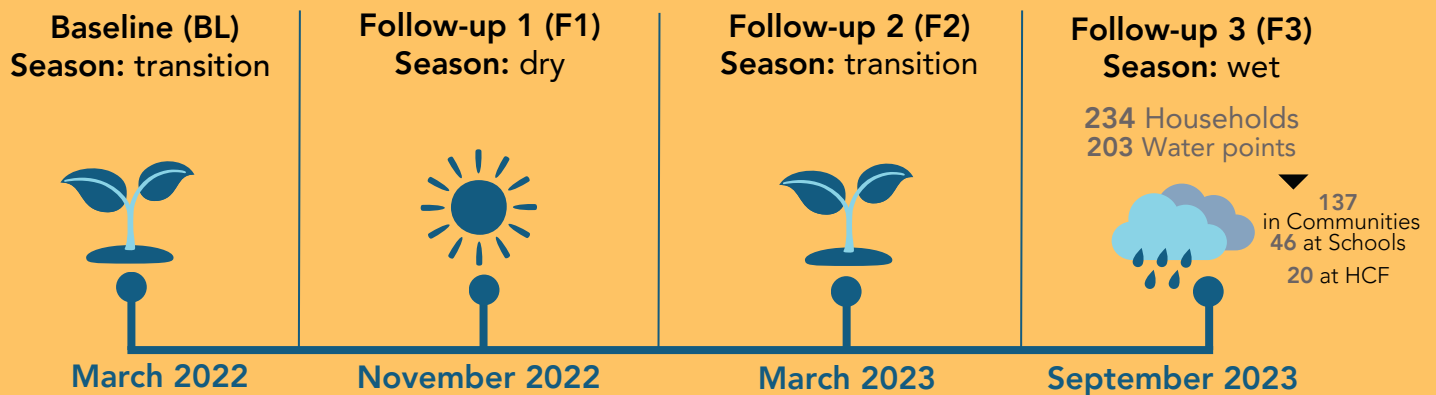 Baseline (BL)
Season: transition
Follow-up 1 (F1)
Season: dry
Follow-up 2 (F2)
Season: transition
Follow-up 3 (F3)
Season: wet
234 Households
203 Water points
137
in Communities
46 at Schools
20 at HCF
March 2022
November 2022
March 2023
September 2023